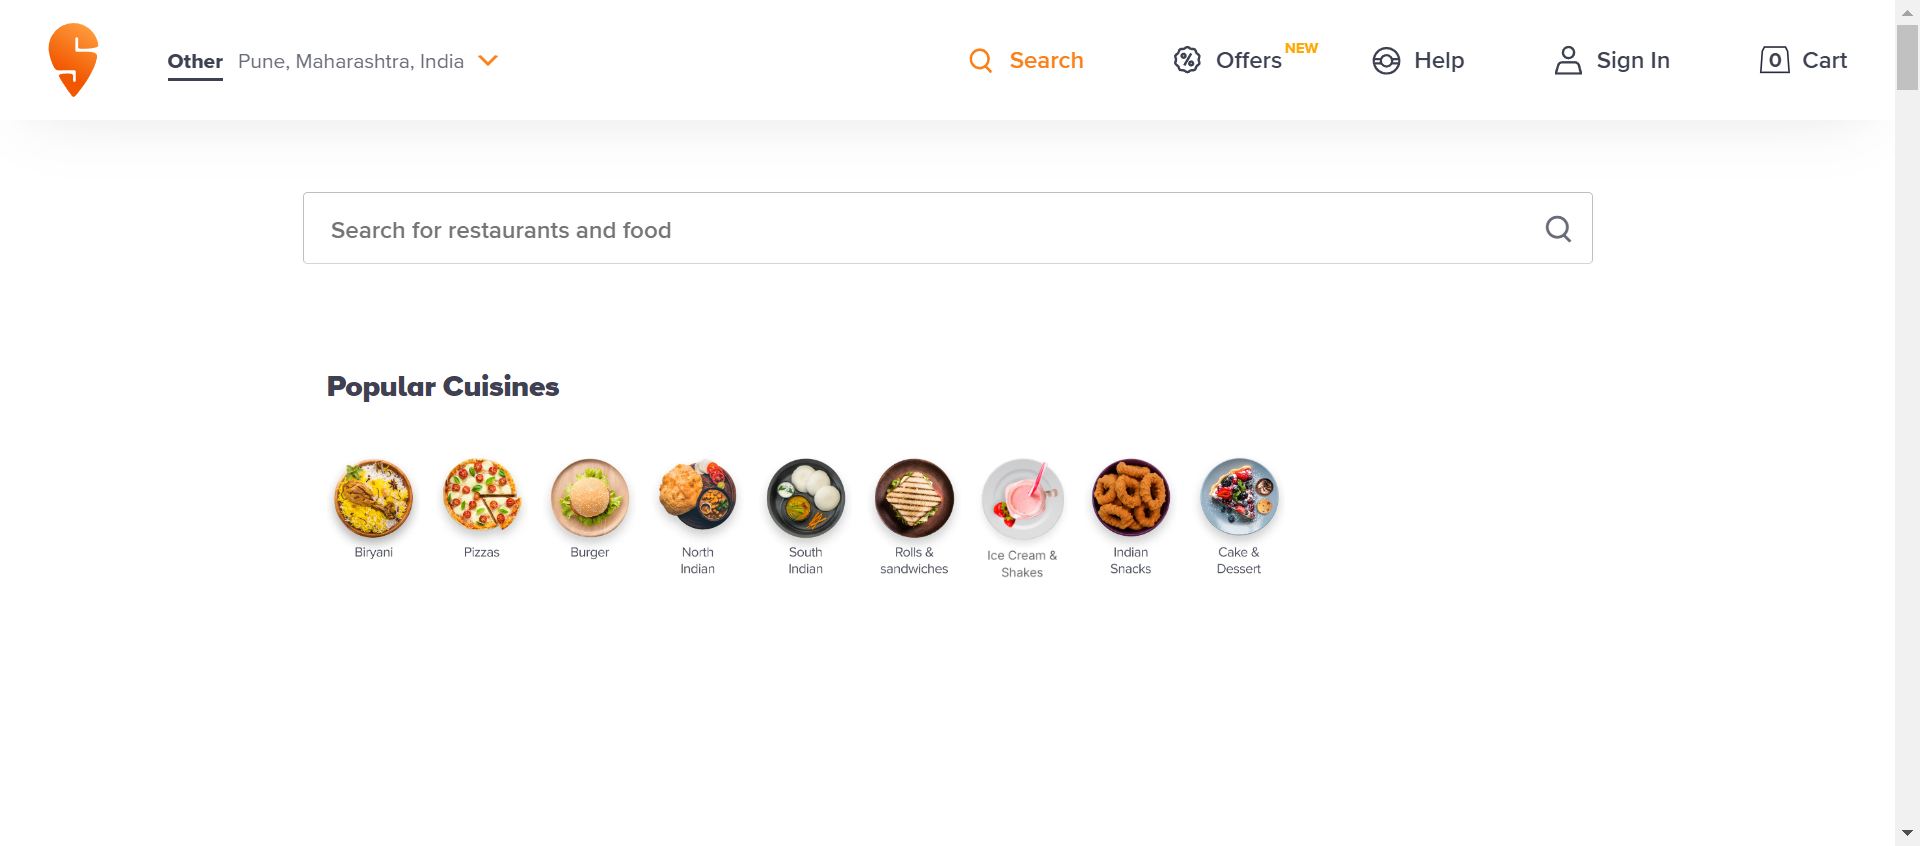 Other Pune, Maharashtra, India Search Offers NEW Help Sign In 0 Cart
Search for restaurants and food
Popular Cuisines
Biryani
Pizzas
Burger
North
Indian
South
Indian
Rolls &
sandwiches
Ice Cream &
Shakes
Indian
Snacks
Cake &
Dessert